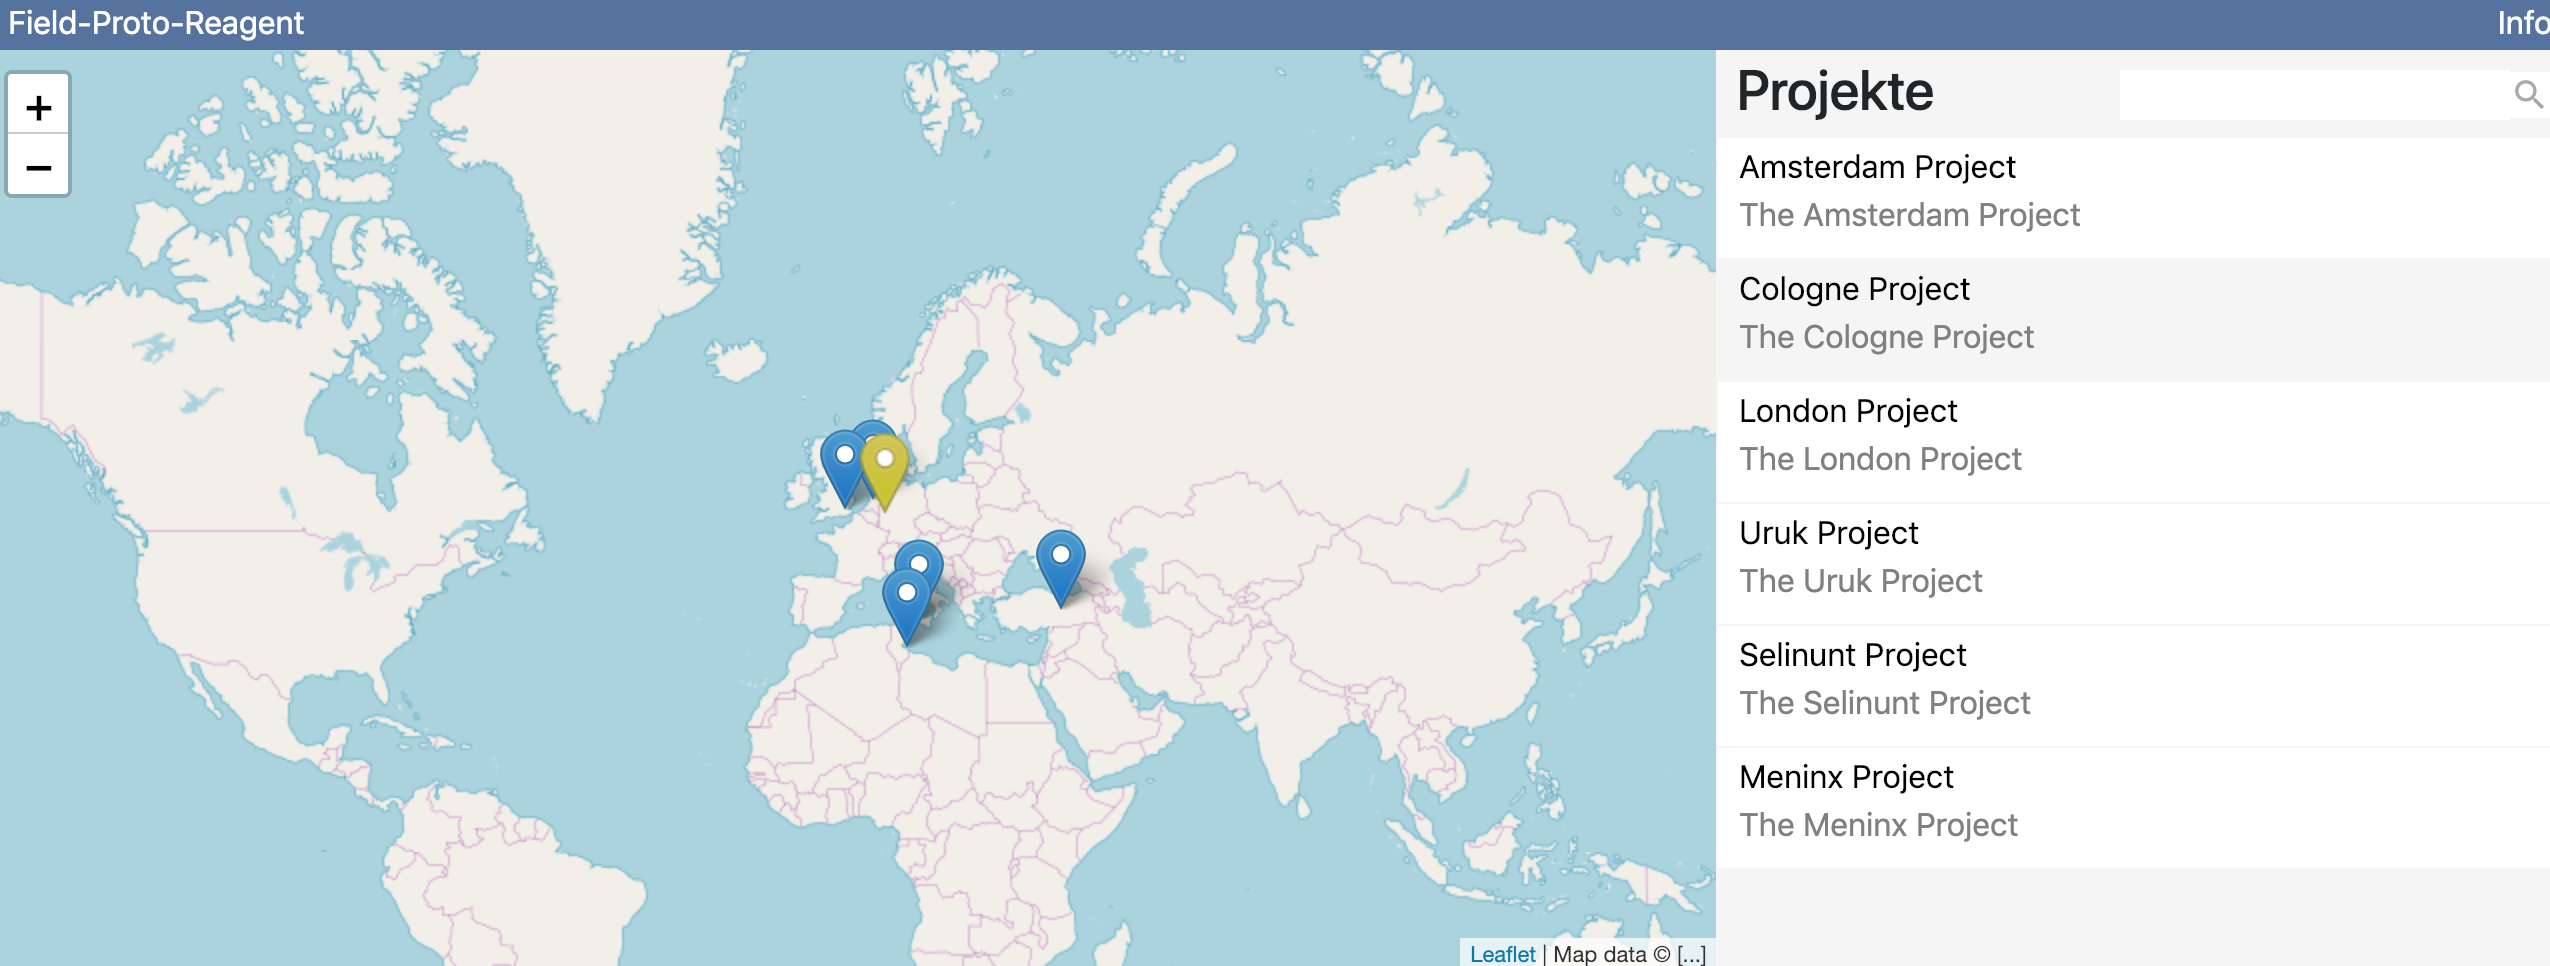 Field-Proto-Reagent
Info
+
−
Projekte
Amsterdam Project
The Amsterdam Project
Cologne Project
The Cologne Project
London Project
The London Project
Uruk Project
The Uruk Project
Selinunt Project
The Selinunt Project
Meninx Project
The Meninx Project
Leaflet | Map data © [...]